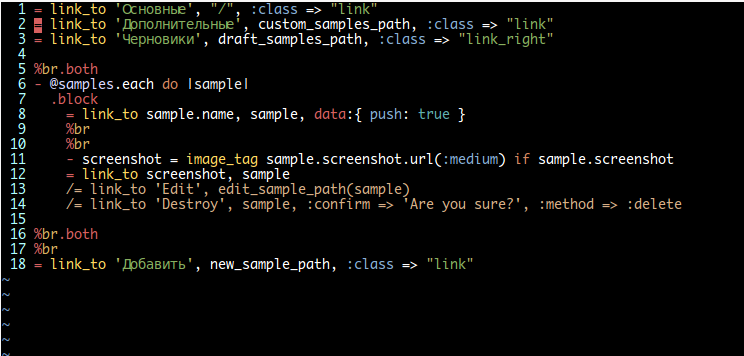 1 = link_to 'Основные', "/", :class => "link"
2 = link_to 'Дополнительные', custom_samples_path, :class => "link"
3 = link_to 'Черновики', draft_samples_path, :class => "link_right"
4
5 %br.both
6 - @samples.each do |sample|
7   .block
8     = link_to sample.name, sample, data:{ push: true }
9     %br
10     %br
11     - screenshot = image_tag sample.screenshot.url(:medium) if sample.screenshot
12     = link_to screenshot, sample
13     /= link_to 'Edit', edit_sample_path(sample)
14     /= link_to 'Destroy', sample, :confirm => 'Are you sure?', :method => :delete
15
16 %br.both
17 %br
18 = link_to 'Добавить', new_sample_path, :class => "link"
~
~
~
~
~
~